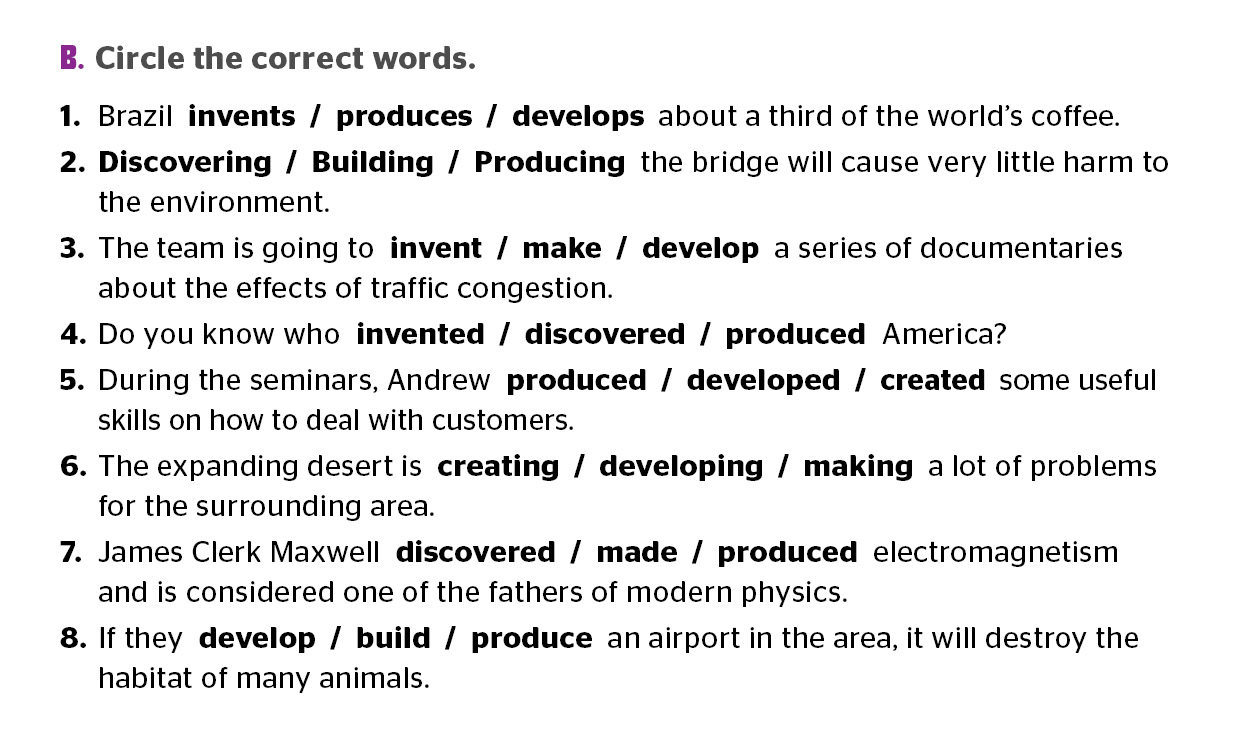 B. Circle the correct words.
1. Brazil invents / produces / develops about a third of the world's coffee.
2. Discovering / Building / Producing the bridge will cause very little harm to
the environment.
3. The team is going to invent / make / develop a series of documentaries
about the effects of traffic congestion.
4. Do you know who invented / discovered / produced America?
5. During the seminars, Andrew produced / developed / created some useful
skills on how to deal with customers.
6. The expanding desert is creating / developing / making a lot of problems
for the surrounding area.
7. James Clerk Maxwell discovered / made / produced electromagnetism
and is considered one of the fathers of modern physics.
8. If they develop / build / produce an airport in the area, it will destroy the
habitat of many animals.